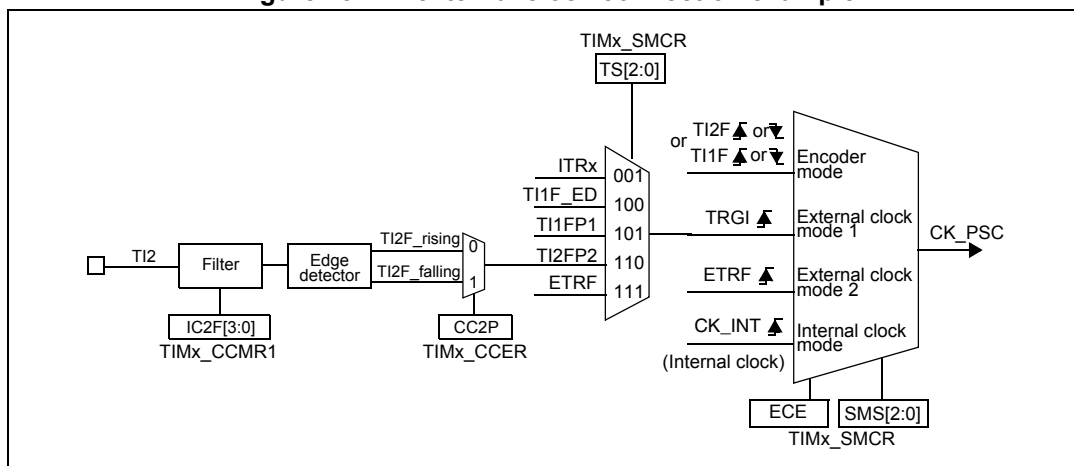 TIMx_SMCR
TS[2:0]
or TI2F or
TI1F or
Encoder
mode
ITRx
001
TI1F_ED
100
TI1FP1
101
TI2FP2
110
ETRF
111
TRGI
External clock
mode 1
CK_PSC
TI2
Filter
Edge
detector
TI2F_rising
0
TI2F_falling
1
ETRF
External clock
mode 2
IC2F[3:0]
TIMx_CCMR1
CC2P
TIMx_CCER
CK_INT
Internal clock
mode
(Internal clock)
ECE
SMS[2:0]
TIMx_SMCR